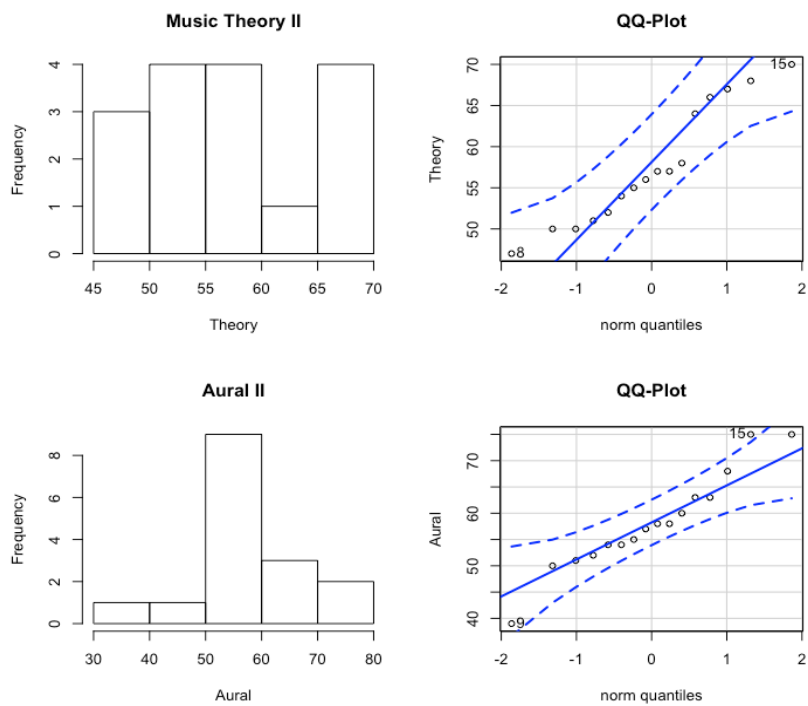 Music Theory II
Frequency
4
3
2
1
0
45 50 55 60 65 70
Theory
QQ-Plot
Theory
70
65
60
55
50
15
8
-2 -1 0 1 2
norm quantiles
Aural II
Frequency
8
6
4
2
0
30 40 50 60 70 80
Aural
QQ-Plot
Aural
70
60
50
40
15
9
-2 -1 0 1 2
norm quantiles